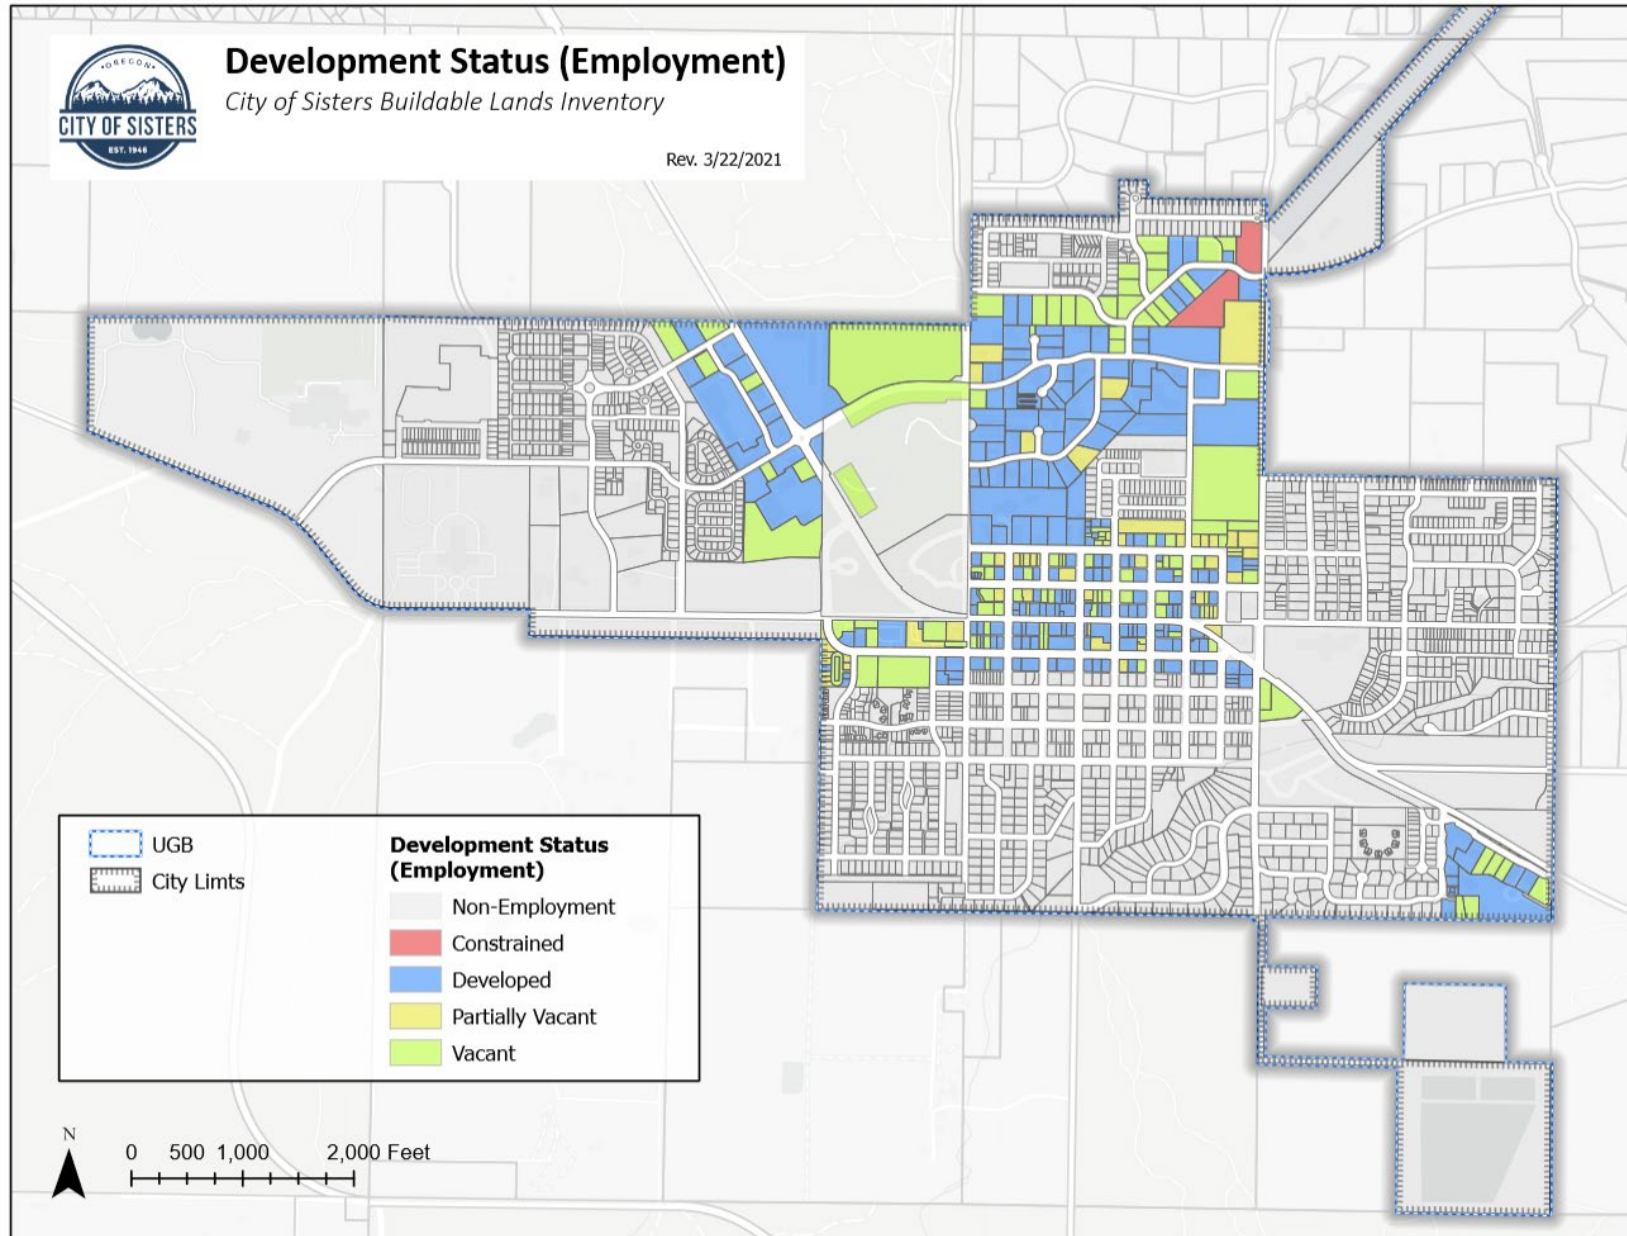 Development Status (Employment)
City of Sisters Buildable Lands Inventory
Rev. 3/22/2021
• OREGON •
CITY OF SISTERS
EST. 1946
UGB
City Limts
Development Status
(Employment)
Non-Employment
Constrained
Developed
Partially Vacant
Vacant
N
0 500 1,000 2,000 Feet